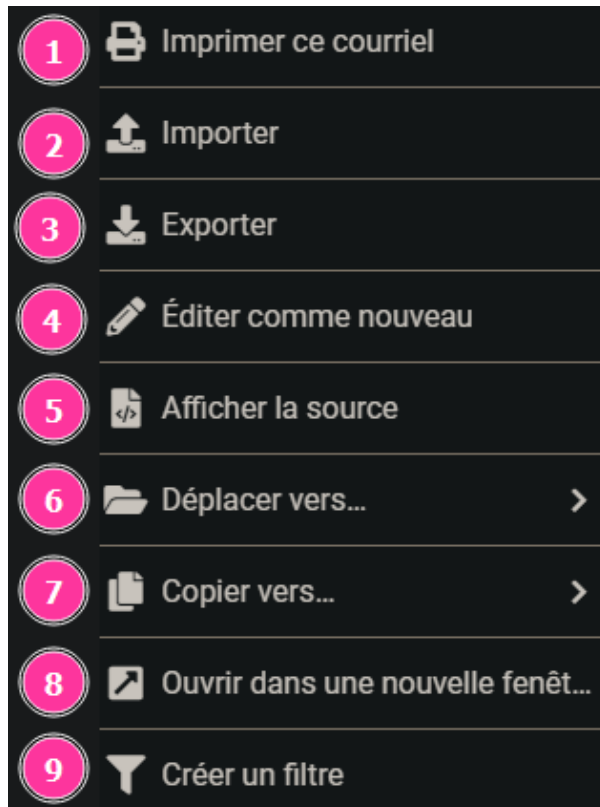 1 Imprimer ce courriel
2 Importer
3 Exporter
4 Éditer comme nouveau
5 Afficher la source
6 Déplacer vers...
7 Copier vers...
8 Ouvrir dans une nouvelle fenêt...
9 Créer un filtre